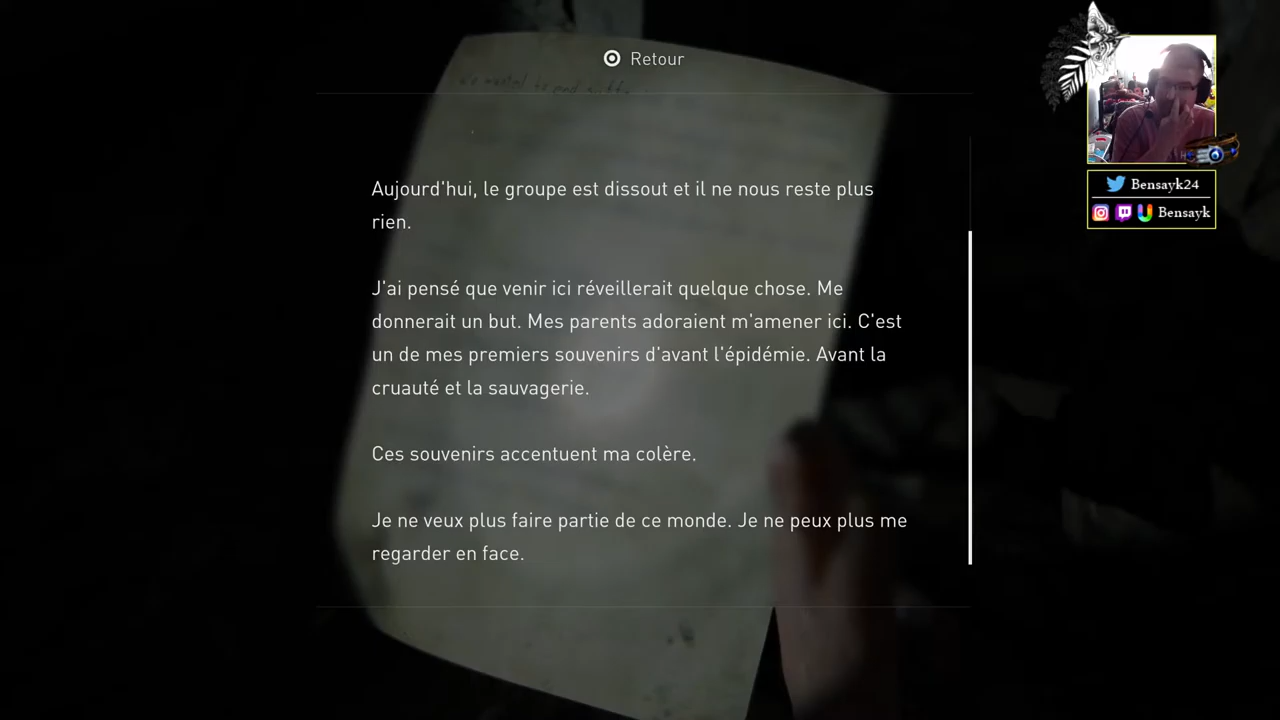 Retour
Aujourd'hui, le groupe est dissout et il ne nous reste plus
rien.
J'ai pensé que venir ici réveillerait quelque chose. Me
donnerait un but. Mes parents adoraient m'amener ici. C'est
un de mes premiers souvenirs d'avant l'épidémie. Avant la
cruauté et la sauvagerie.
Ces souvenirs accentuent ma colère.
Je ne veux plus faire partie de ce monde. Je ne peux plus me
regarder en face.
Bensayk24
Bensayk